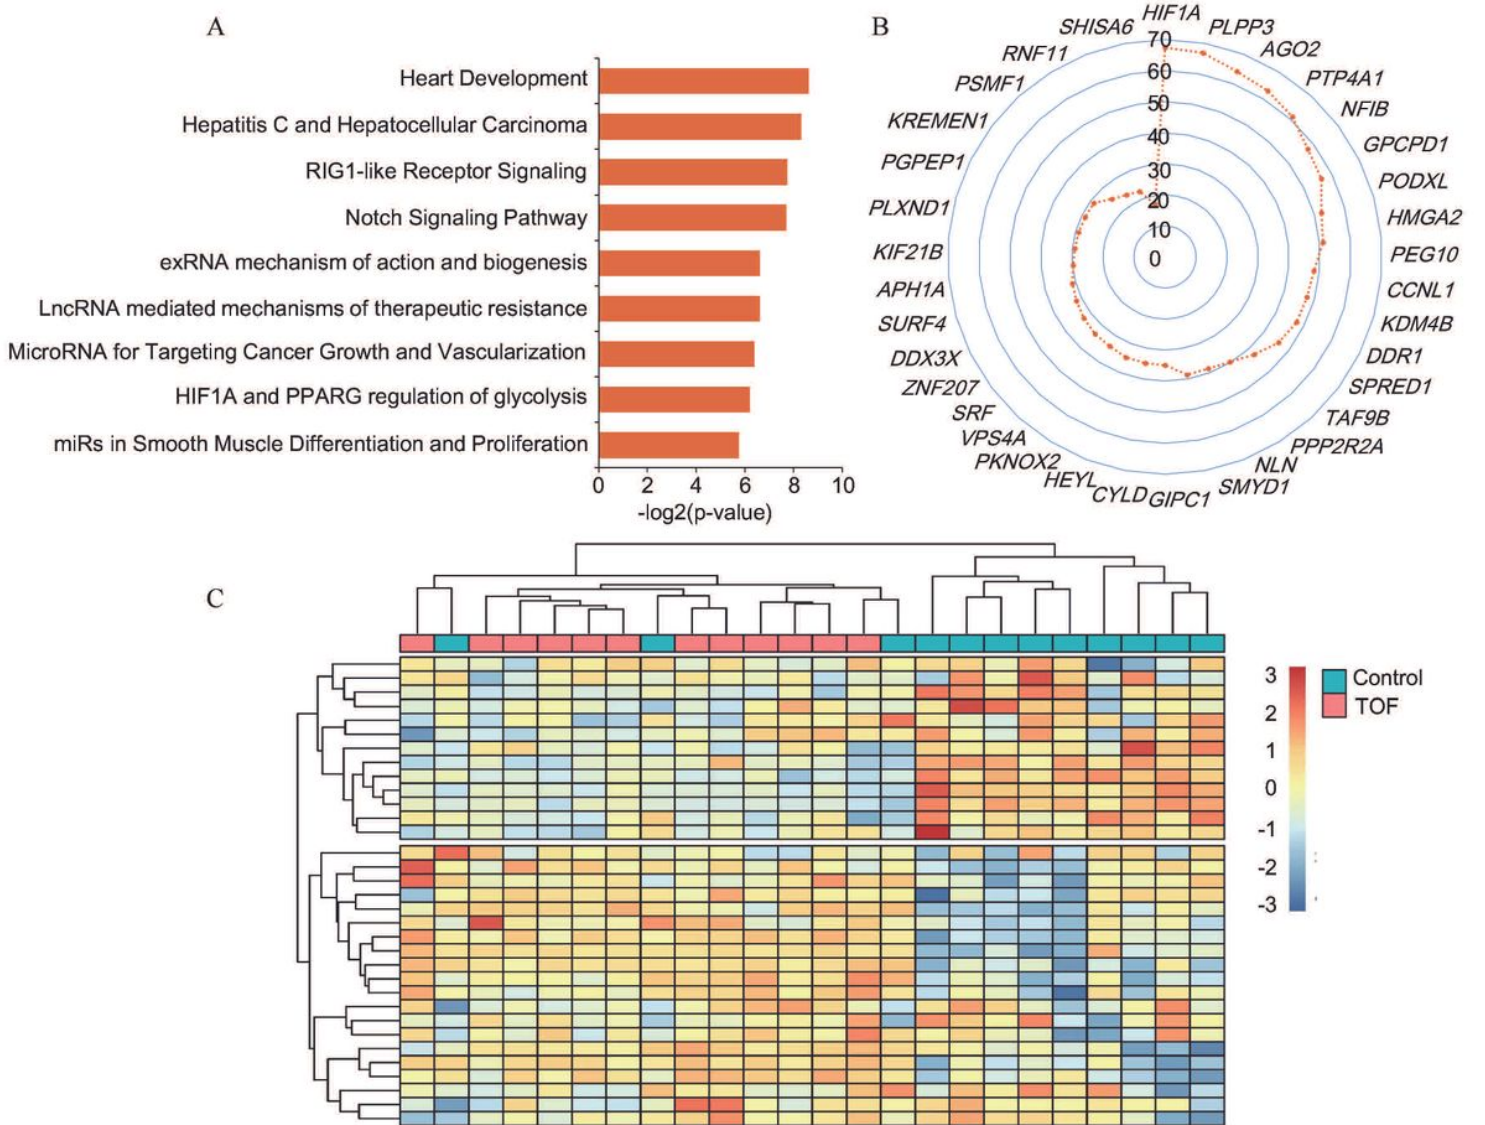 A
Heart Development
Hepatitis C and Hepatocellular Carcinoma
RIG1-like Receptor Signaling
Notch Signaling Pathway
exRNA mechanism of action and biogenesis
LncRNA mediated mechanisms of therapeutic resistance
MicroRNA for Targeting Cancer Growth and Vascularization
HIF1A and PPARG regulation of glycolysis
miRs in Smooth Muscle Differentiation and Proliferation
0 2 4 6 8 10
-log2(p-value)
B
HIF1A
PLPP3
AGO2
PTP4A1
NFIB
GPCPD1
PODXL
HMGA2
PEG10
CCNL1
KDM4B
DDR1
SPRED1
TAF9B
PPP2R2A
NLN
SMYD1
GIPC1
CYLD
HEYL
PKNOX2
VPS4A
SRF
ZNF207
DDX3X
SURF4
APH1A
KIF21B
PLXND1
PGPEP1
KREMEN1
PSMF1
RNF11
SHISA6
70
60
50
40
30
20
10
0
C
3
2
1
0
-1
-2
-3
Control
TOF